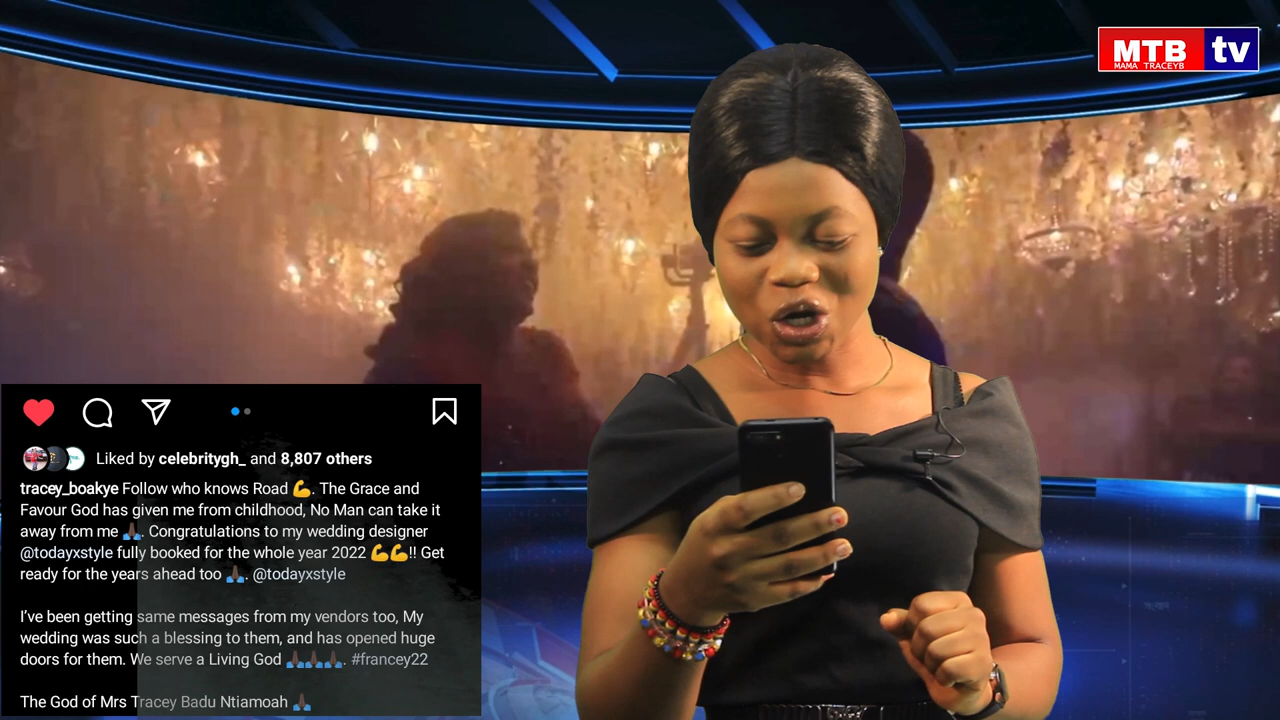 MTB tv
MAMA TRACEYB
Liked by celebritygh_ and 8,807 others
tracey_boakye Follow who knows Road 💪. The Grace and
Favour God has given me from childhood, No Man can take it
away from me 🙏🏿. Congratulations to my wedding designer
@todayxstyle fully booked for the whole year 2022 💪💪!! Get
ready for the years ahead too 🙏🏿. @todayxstyle
I've been getting same messages from my vendors too, My
wedding was such a blessing to them, and has opened huge
doors for them. We serve a Living God 🙏🏿🙏🏿🙏🏿. #francey22
The God of Mrs Tracey Badu Ntiamoah 🙏🏿